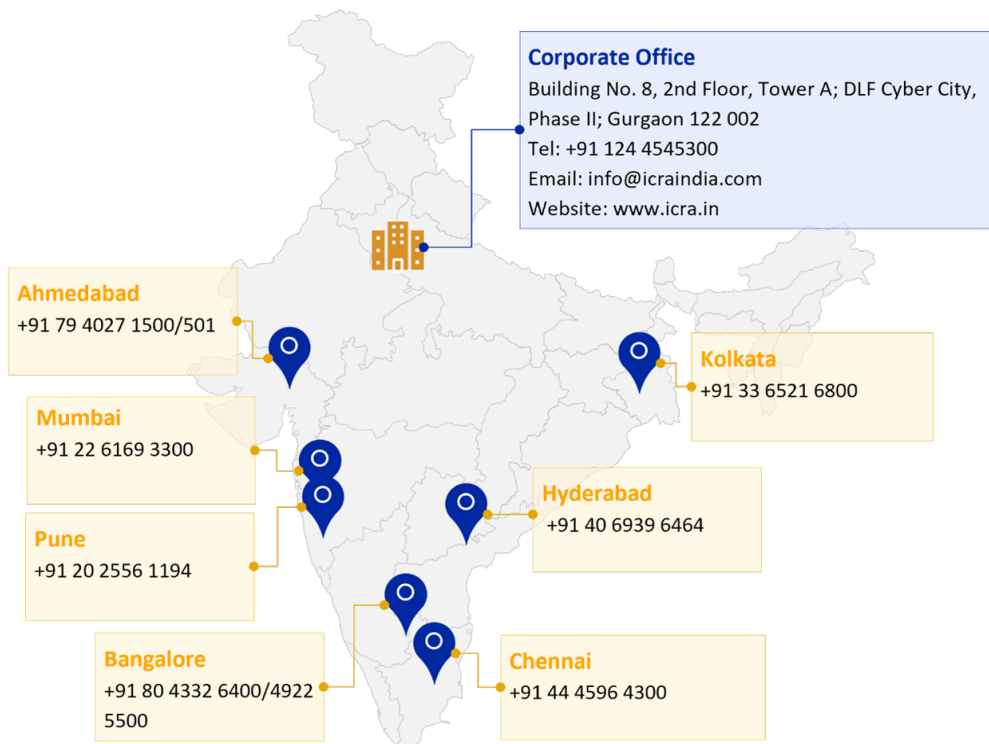 Corporate Office
Building No. 8, 2nd Floor, Tower A; DLF Cyber City,
Phase II; Gurgaon 122 002
Tel: +91 124 4545300
Email: info@icraindia.com
Website: www.icra.in
Ahmedabad
+91 79 4027 1500/501
Kolkata
+91 33 6521 6800
Mumbai
+91 22 6169 3300
Hyderabad
+91 40 6939 6464
Pune
+91 20 2556 1194
Bangalore
+91 80 4332 6400/4922
5500
Chennai
+91 44 4596 4300